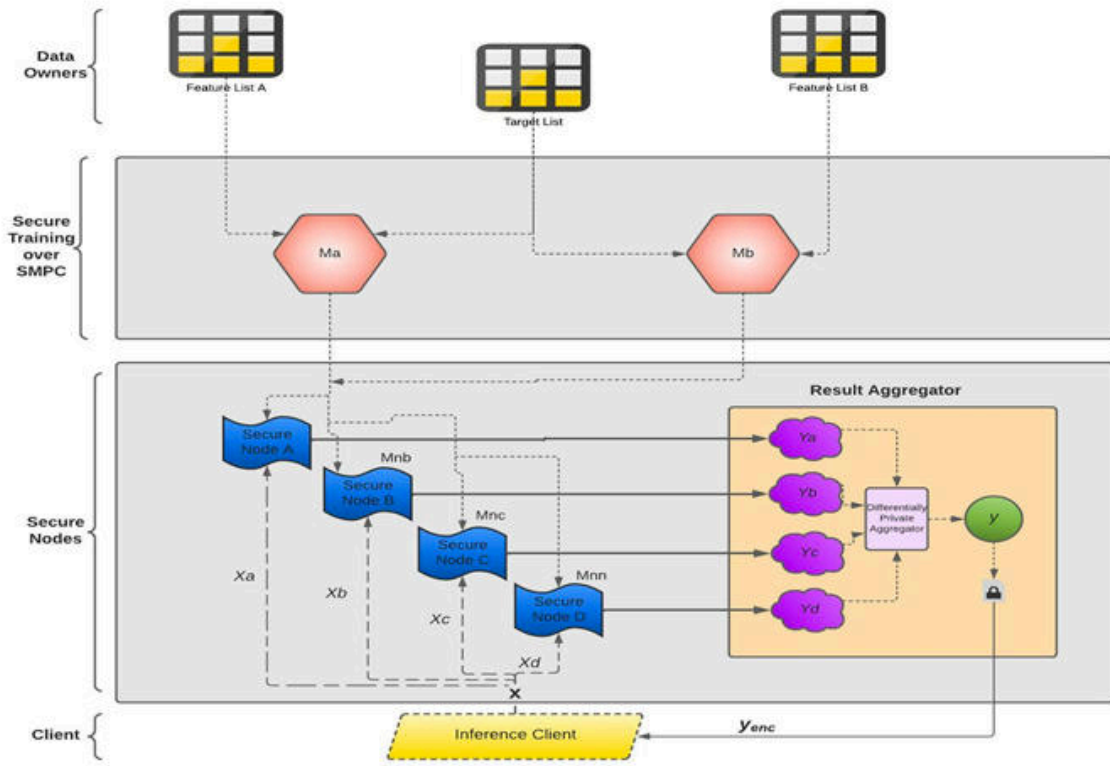 Data
Owners
Feature List A
Target List
Feature List B
Secure
Training
over
SMPC
Ma
Mb
Secure
Nodes
Result Aggregator
Secure
Node A
Mnb
Secure
Node B
Mnc
Secure
Node C
Mnn
Secure
Node D
Xa
Xb
Xc
Xd
x
Ya
Yb
Yc
Yd
Differentially
Private
Aggregator
y
Client
Inference Client
yenc